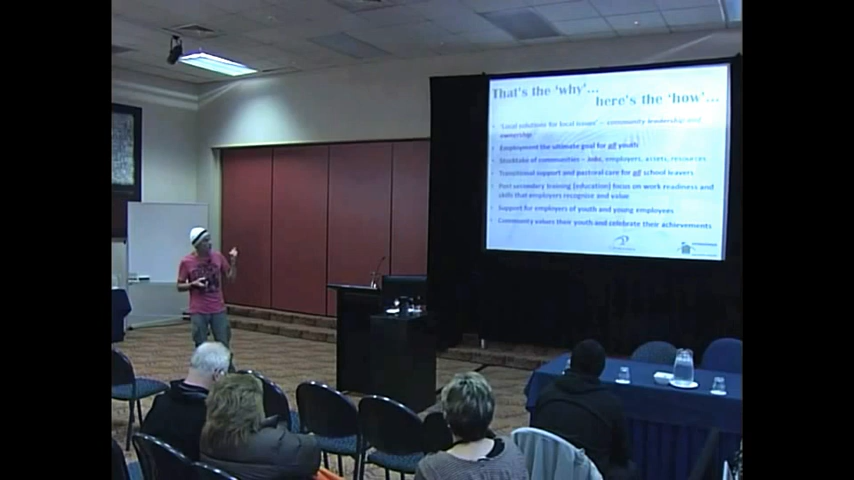 That's the 'why'...
here's the 'how'...
• 'Local solutions for local issues' – community leadership and
ownership
• Employment the ultimate goal for all youth
• Stocktake of communities – Jobs, employers, assets, resources
• Transitional support and pastoral care for all school leavers
• Post secondary training (education) focus on work readiness and
skills that employers recognise and value
• Support for employers of youth and young employees
• Community values their youth and celebrate their achievements